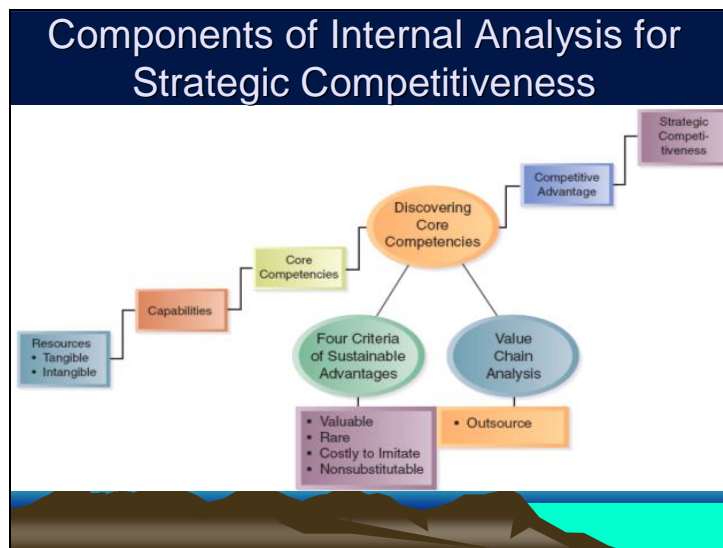 Components of Internal Analysis for
Strategic Competitiveness
Strategic
Competi-
tiveness
Competitive
Advantage
Discovering
Core
Competencies
Core
Competencies
Capabilities
Resources
• Tangible
• Intangible
Four Criteria
of Sustainable
Advantages
Value
Chain
Analysis
• Valuable
• Rare
• Costly to Imitate
• Nonsubstitutable
• Outsource